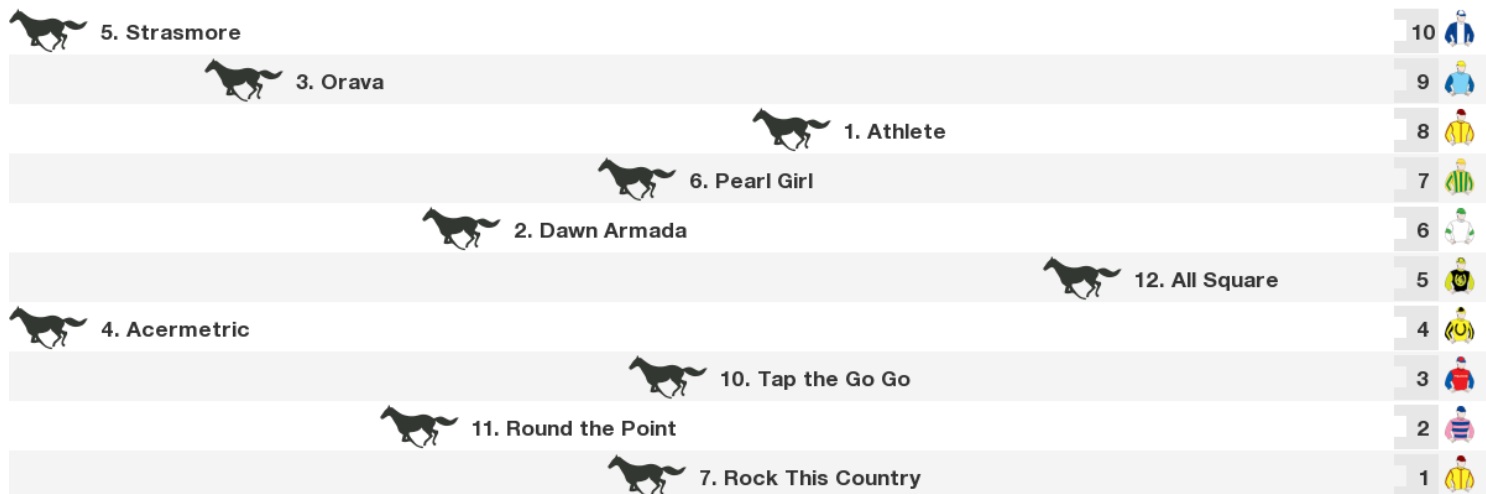 5. Strasmore 10
3. Orava 9
1. Athlete 8
6. Pearl Girl 7
2. Dawn Armada 6
12. All Square 5
4. Acermetric 4
10. Tap the Go Go 3
11. Round the Point 2
7. Rock This Country 1